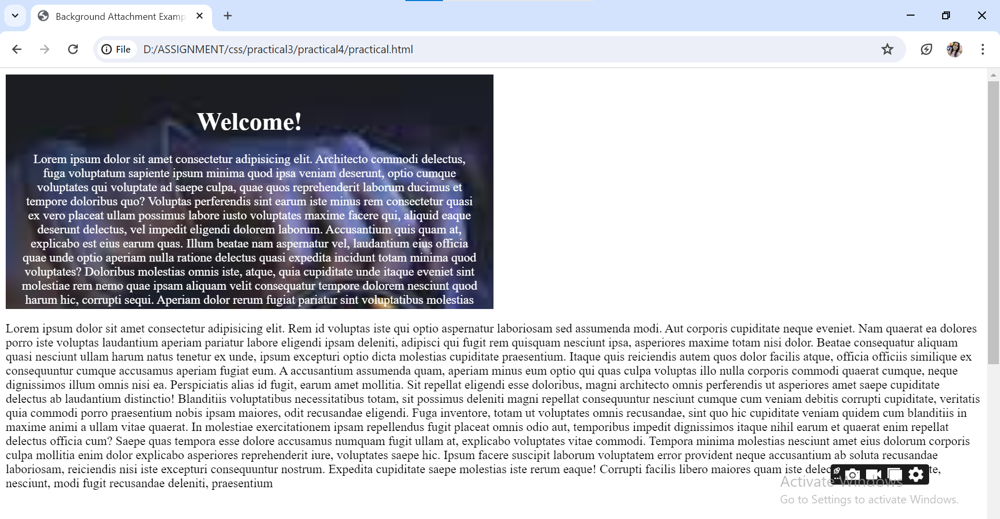 Background Attachment Examp
File
D:/ASSIGNMENT/css/practical3/practical4/practical.html
Welcome!
Lorem ipsum dolor sit amet consectetur adipisicing elit. Architecto commodi delectus,
fuga voluptatum sapiente ipsum minima quod ipsa veniam deserunt, optio cumque
voluptates qui voluptate ad saepe culpa, quae quos reprehenderit laborum ducimus et
tempore doloribus quo? Voluptas perferendis sint earum iste minus rem consectetur quasi
ex vero placeat ullam possimus labore iusto voluptates maxime facere qui, aliquid eaque
deserunt delectus, vel impedit eligendi dolorem laborum. Accusantium quis quam at,
explicabo est eius earum quas. Illum beatae nam aspernatur vel, laudantium eius officia
quae unde optio aperiam nulla ratione delectus quasi expedita incidunt totam minima quod
voluptates? Doloribus molestias omnis iste, atque, quia cupiditate unde itaque eveniet sint
molestiae rem nemo quae ipsam aliquam velit consequatur tempore dolorem nesciunt quod
harum hic, corrupti sequi. Aperiam dolor rerum fugiat pariatur sint voluptatibus molestias
Lorem ipsum dolor sit amet consectetur adipisicing elit. Rem id voluptas iste qui optio aspernatur laboriosam sed assumenda modi. Aut corporis cupiditate neque eveniet. Nam quaerat ea dolores
porro iste voluptas laudantium aperiam pariatur labore eligendi ipsam deleniti, adipisci qui fugit rem quisquam nesciunt ipsa, asperiores maxime totam nisi dolor. Beatae consequatur aliquam
quasi nesciunt ullam harum natus tenetur ex unde, ipsum excepturi optio dicta molestias cupiditate praesentium. Itaque quis reiciendis autem quos dolor facilis atque, officia officiis similique ex
consequuntur cumque accusamus aperiam fugiat eum. A accusantium assumenda quam, aperiam minus eum optio qui quas culpa voluptas illo nulla corporis commodi quaerat cumque, neque
dignissimos illum omnis nisi ea. Perspiciatis alias id fugit, earum amet mollitia. Sit repellat eligendi esse doloribus, magni architecto omnis perferendis ut asperiores amet saepe cupiditate
delectus ab laudantium distinctio! Blanditiis voluptatibus necessitatibus totam, sit possimus deleniti magni repellat consequuntur nesciunt cumque cum veniam debitis corrupti cupiditate, veritatis
quia commodi porro praesentium nobis ipsam maiores, odit recusandae eligendi. Fuga inventore, totam ut voluptates omnis recusandae, sint quo hic cupiditate veniam quidem cum blanditiis in
maxime animi a ullam vitae quaerat. In molestiae exercitationem ipsam repellendus fugit placeat omnis odio aut, temporibus impedit dignissimos itaque nihil earum et quaerat enim repellat
delectus officia cum? Saepe quas tempora esse dolore accusamus numquam fugit ullam at, explicabo voluptates vitae commodi. Tempora minima molestias nesciunt amet eius dolorum corporis
culpa mollitia enim dolor explicabo asperiores reprehenderit iure, voluptates saepe hic. Ipsum facere suscipit laborum voluptatem error provident neque accusantium ab soluta recusandae
laboriosam, reiciendis nisi iste excepturi consequuntur nostrum. Expedita cupiditate saepe molestias iste rerum eaque! Corrupti facilis libero maiores quam iste
nesciunt, modi fugit recusandae deleniti, praesentium
Activate Windows
Go to Settings to activate Windows.